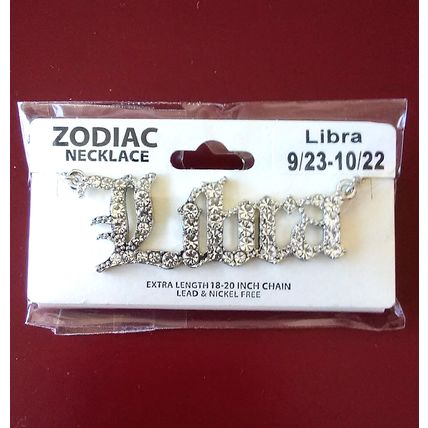 ZODIAC
NECKLACE
Libra
9/23-10/22
Libra
EXTRA LENGTH 18-20 INCH CHAIN
LEAD & NICKEL FREE